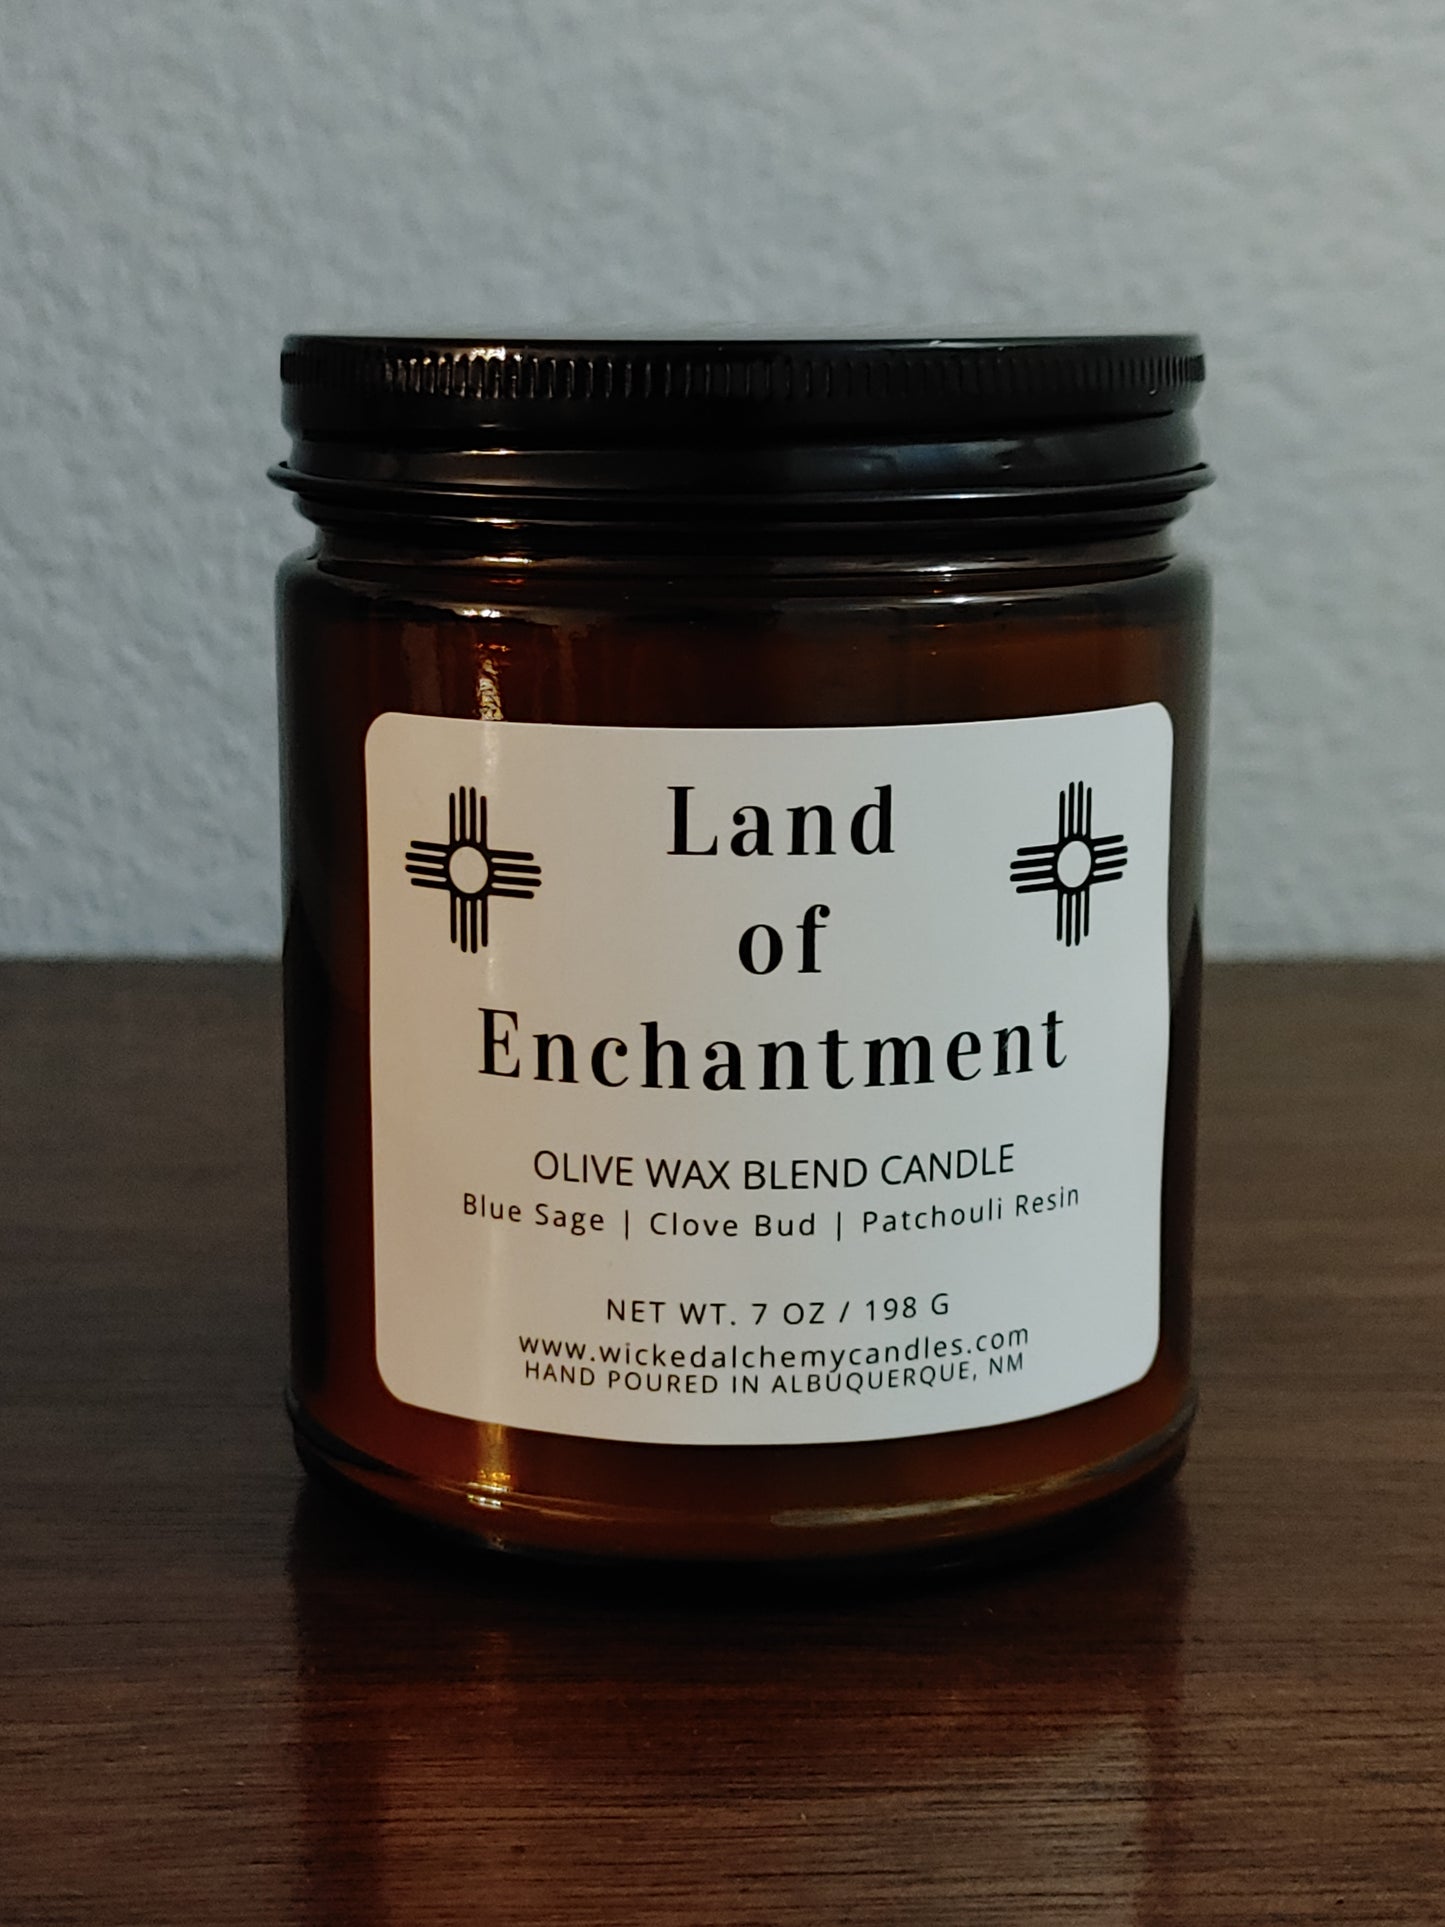 Land
of
Enchantment
OLIVE WAX BLEND CANDLE
Blue Sage | Clove Bud | Patchouli Resin
NET WT. 7 OZ / 198 G
www.wickedalchemycandles.com
HAND POURED IN ALBUQUERQUE, NM